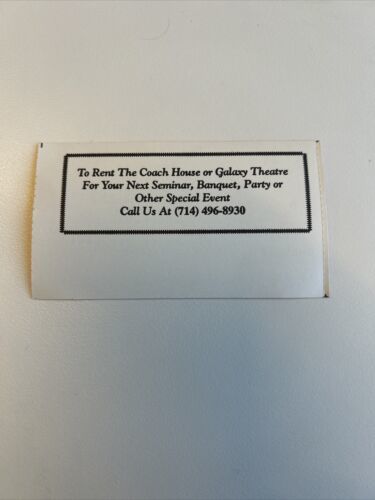 To Rent The Coach House or Galaxy Theatre
For Your Next Seminar, Banquet, Party or
Other Special Event
Call Us At (714) 496-8930